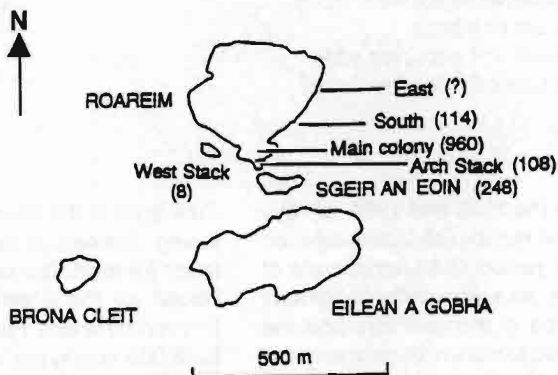 N
ROAREIM
East (?)
South (114)
Main colony (960)
West Stack
(8)
Arch Stack (108)
SGEIR AN EOIN (248)
BRONA CLEIT
EILEAN A GOBHA
500 m